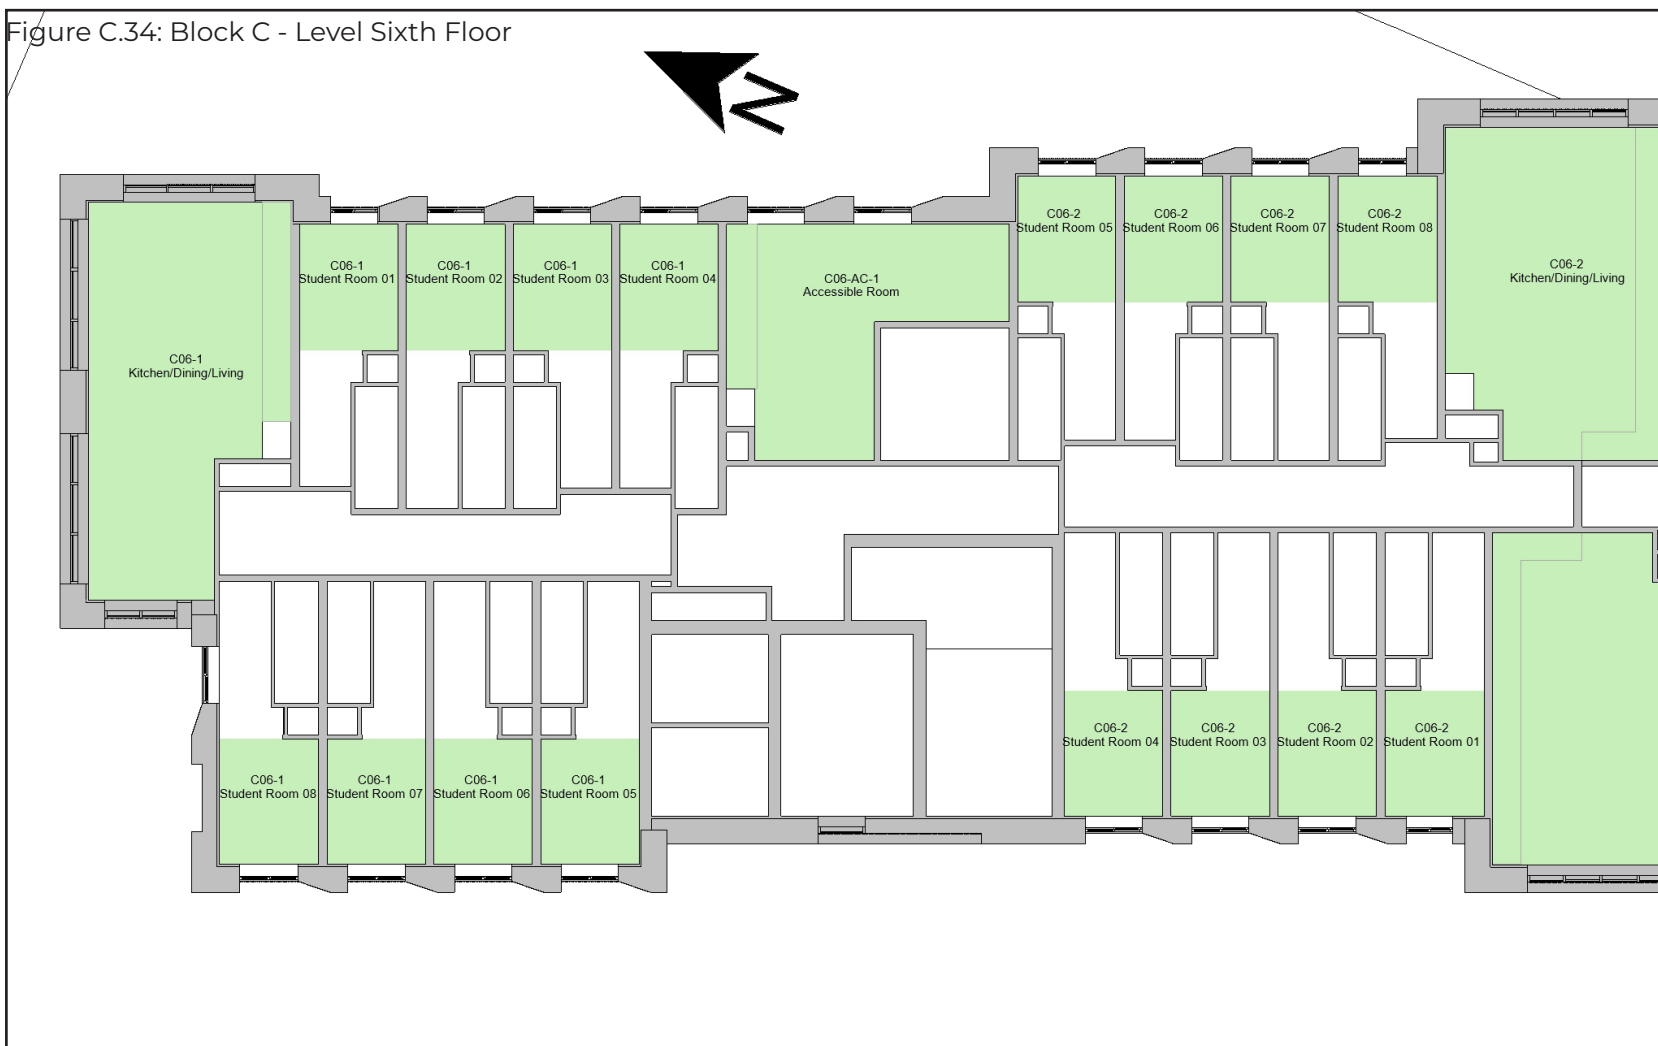 Figure C.34: Block C - Level Sixth Floor
N
C06-2
Student Room 05
C06-2
Student Room 06
C06-2
Student Room 07
C06-2
Student Room 08
C06-1
Student Room 01
C06-1
Student Room 02
C06-1
Student Room 03
C06-1
Student Room 04
C06-AC-1
Accessible Room
C06-2
Kitchen/Dining/Living
C06-1
Kitchen/Dining/Living
C06-2
Student Room 04
C06-2
Student Room 03
C06-2
Student Room 02
C06-2
Student Room 01
C06-1
Student Room 08
C06-1
Student Room 07
C06-1
Student Room 06
C06-1
Student Room 05